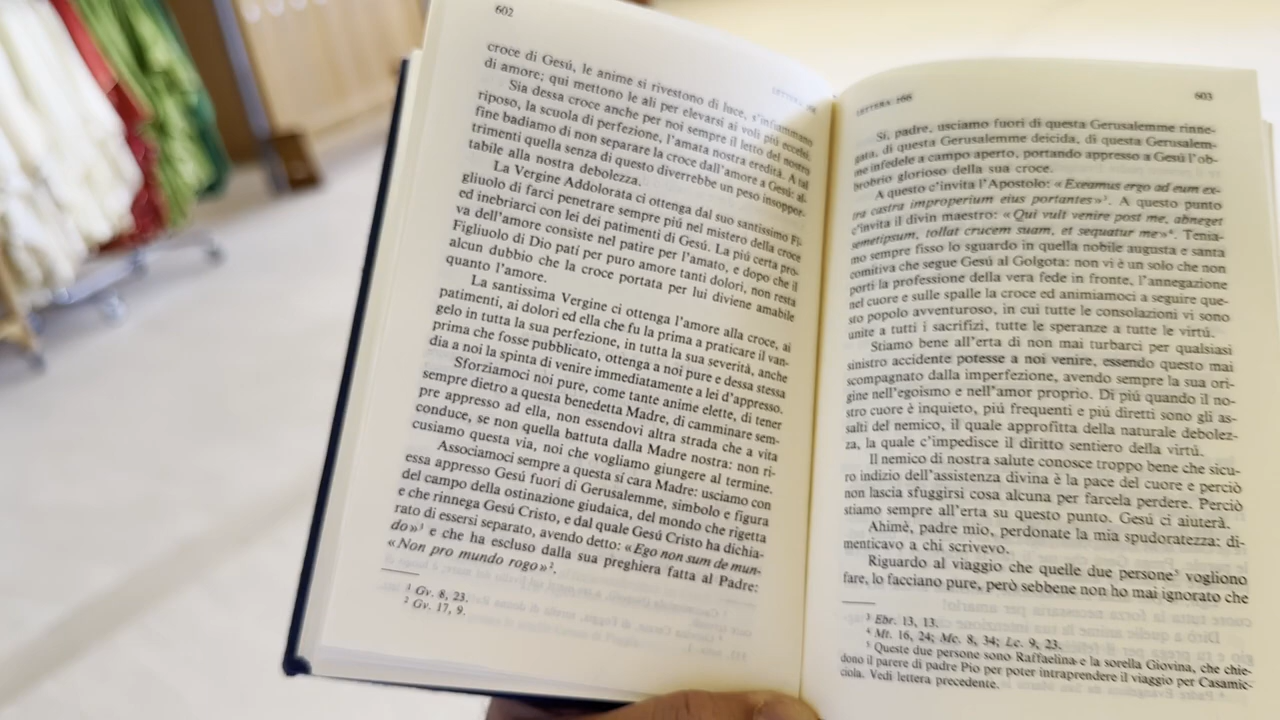 602
croce di Gesú, le anime si rivestono di luce, s'infiammano
di amore; qui mettono le ali per elevarsi ai voli piú eccelsi.
Sia dessa croce anche per noi sempre il letto del nostro
riposo, la scuola di perfezione, l'amata nostra eredità. A tal
fine badiamo di non separare la croce dall'amore a Gesú: al-
trimenti quella senza di questo diverrebbe un peso insoppor-
tabile alla nostra debolezza.
La Vergine Addolorata ci ottenga dal suo santissimo Fi-
gliuolo di farci penetrare sempre piú nel mistero della croce
ed inebriarci con lei dei patimenti di Gesú. La piú certa pro-
va dell'amore consiste nel patire per l'amato, e dopo che il
Figliuolo di Dio patí per puro amore tanti dolori, non resta
alcun dubbio che la croce portata per lui diviene amabile
quanto l'amore.
La santissima Vergine ci ottenga l'amore alla croce, ai
patimenti, ai dolori ed ella che fu la prima a praticare il van-
gelo in tutta la sua perfezione, in tutta la sua severità, anche
prima che fosse pubblicato, ottenga a noi pure e dessa stessa
dia a noi la spinta di venire immediatamente a lei d'appresso.
Sforziamoci noi pure, come tante anime elette, di tener
sempre dietro a questa benedetta Madre, di camminare sem-
pre appresso ad ella, non essendovi altra strada che a vita
conduce, se non quella battuta dalla Madre nostra: non ri-
cusiamo questa via, noi che vogliamo giungere al termine.
Associamoci sempre a questa sí cara Madre: usciamo con
essa appresso Gesú fuori di Gerusalemme, simbolo e figura
del campo della ostinazione giudaica, del mondo che rigetta
e che rinnega Gesú Cristo, e dal quale Gesú Cristo ha dichia-
rato di essersi separato, avendo detto: «Ego non sum de mun-
do»¹ e che ha escluso dalla sua preghiera fatta al Padre:
«Non pro mundo rogo»².
¹ Gv. 8, 23.
² Gv. 17, 9.
LETTERA 166
603
Sí, padre, usciamo fuori di questa Gerusalemme rinne-
gata, di questa Gerusalemme deicida, di questa Gerusalem-
me infedele a campo aperto, portando appresso a Gesú l'ob-
brobrio glorioso della sua croce.
A questo c'invita l'Apostolo: «Exeamus ergo ad eum ex-
tra castra improperium eius portantes»³. A questo punto
c'invita il divin maestro: «Qui vult venire post me, abneget
semetipsum, tollat crucem suam, et sequatur me»⁴. Tenia-
mo sempre fisso lo sguardo in quella nobile augusta e santa
comitiva che segue Gesú al Golgota: non vi è un solo che non
porti la professione della vera fede in fronte, l'annegazione
nel cuore e sulle spalle la croce ed animiamoci a seguire que-
sto popolo avventuroso, in cui tutte le consolazioni vi sono
unite a tutti i sacrifizi, tutte le speranze a tutte le virtú.
Stiamo bene all'erta di non mai turbarci per qualsiasi
sinistro accidente potesse a noi venire, essendo questo mai
scompagnato dalla imperfezione, avendo sempre la sua ori-
gine nell'egoismo e nell'amor proprio. Di piú quando il no-
stro cuore è inquieto, piú frequenti e piú diretti sono gli as-
salti del nemico, il quale approfitta della naturale debolez-
za, la quale c'impedisce il diritto sentiero della virtú.
Il nemico di nostra salute conosce troppo bene che sicu-
ro indizio dell'assistenza divina è la pace del cuore e perciò
non lascia sfuggirsi cosa alcuna per farcela perdere. Perciò
stiamo sempre all'erta su questo punto. Gesú ci aiuterà.
Ahimè, padre mio, perdonate la mia spudoratezza: di-
menticavo a chi scrivevo.
Riguardo al viaggio che quelle due persone⁵ vogliono
fare, lo facciano pure, però sebbene non ho mai ignorato che
³ Ebr. 13, 13.
⁴ Mt. 16, 24; Mc. 8, 34; Lc. 9, 23.
⁵ Queste due persone sono Raffaelina e la sorella Giovina, che chie-
dono il parere di padre Pio per poter intraprendere il viaggio per Casamic-
ciola. Vedi lettera precedente.